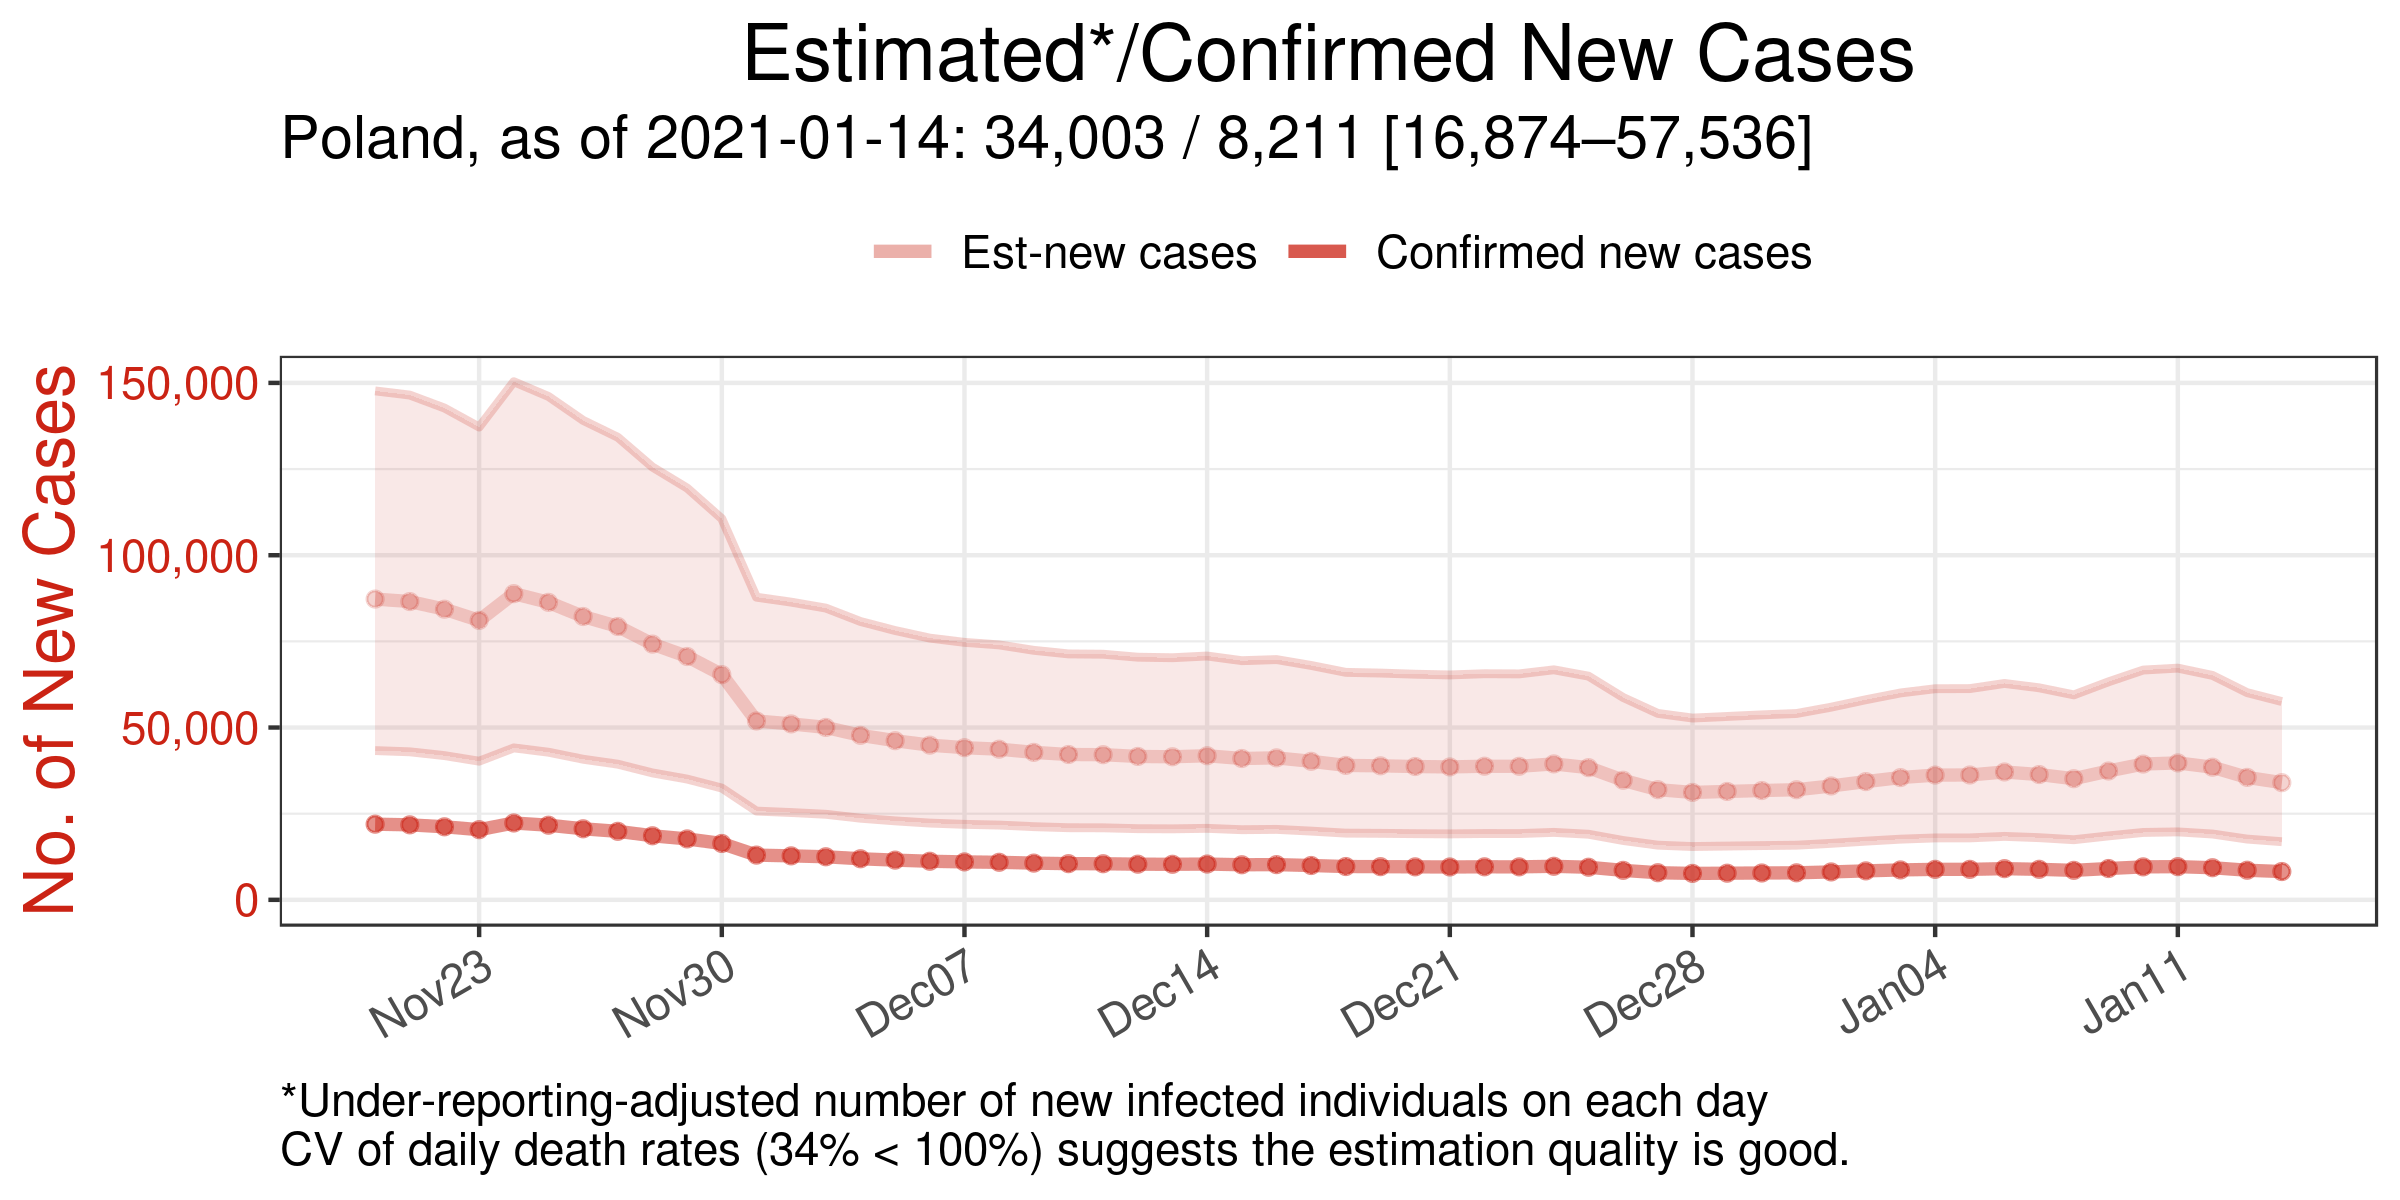 Estimated*/Confirmed New Cases
Poland, as of 2021-01-14: 34,003 / 8,211 [16,874–57,536]
Est-new cases Confirmed new cases
No. of New Cases
150,000
100,000
50,000
0
Nov23 Nov30 Dec07 Dec14 Dec21 Dec28 Jan04 Jan11
*Under-reporting-adjusted number of new infected individuals on each day
CV of daily death rates (34% < 100%) suggests the estimation quality is good.